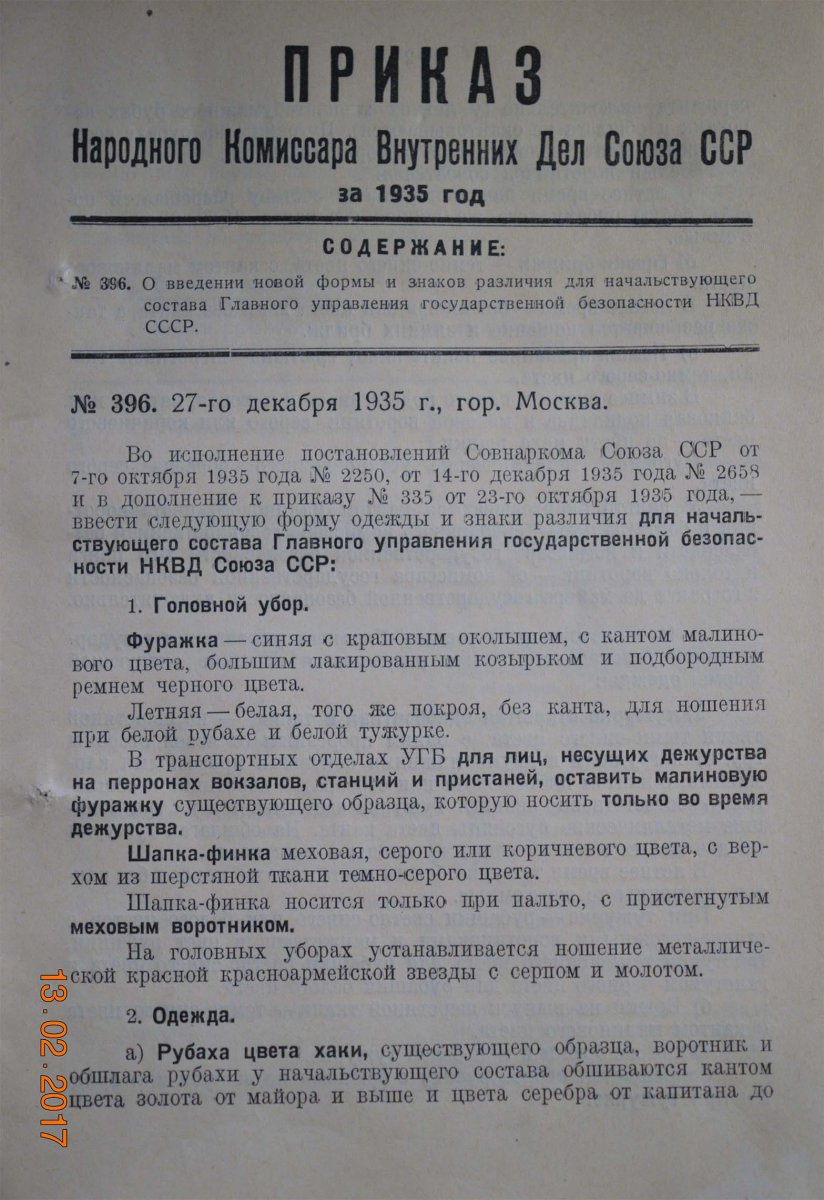 ПРИКАЗ
Народного Комиссара Внутренних Дел Союза ССР
за 1935 год
СОДЕРЖАНИЕ:
№ 396. О введении новой формы и знаков различия для начальствующего
состава Главного управления государственной безопасности НКВД
СССР.
№ 396. 27-го декабря 1935 г., гор. Москва.
Во исполнение постановлений Совнаркома Союза ССР от
7-го октября 1935 года № 2250, от 14-го декабря 1935 года № 2658
и в дополнение к приказу № 335 от 23-го октября 1935 года, —
ввести следующую форму одежды и знаки различия для началь-
ствующего состава Главного управления государственной безопас-
ности НКВД Союза ССР:
1. Головной убор.
Фуражка — синяя с краповым околышем, с кантом малино-
вого цвета, большим лакированным козырьком и подбородным
ремнем черного цвета.
Летняя — белая, того же покроя, без канта, для ношения
при белой рубахе и белой тужурке.
В транспортных отделах УГБ для лиц, несущих дежурства
на перронах вокзалов, станций и пристаней, оставить малиновую
фуражку существующего образца, которую носить только во время
дежурства.
Шапка-финка меховая, серого или коричневого цвета, с вер-
хом из шерстяной ткани темно-серого цвета.
Шапка-финка носится только при пальто, с пристегнутым
меховым воротником.
На головных уборах устанавливается ношение металличе-
ской красной красноармейской звезды с серпом и молотом.
2. Одежда.
а) Рубаха цвета хаки, существующего образца, воротник и
обшлага рубахи у начальствующего состава обшиваются кантом
цвета золота от майора и выше и цвета серебра от капитана до
13.02.2017